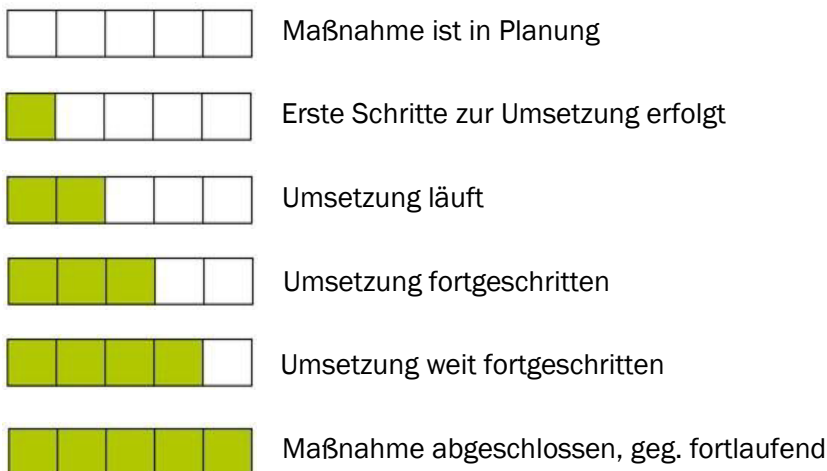 Maßnahme ist in Planung
Erste Schritte zur Umsetzung erfolgt
Umsetzung läuft
Umsetzung fortgeschritten
Umsetzung weit fortgeschritten
Maßnahme abgeschlossen, geg. fortlaufend